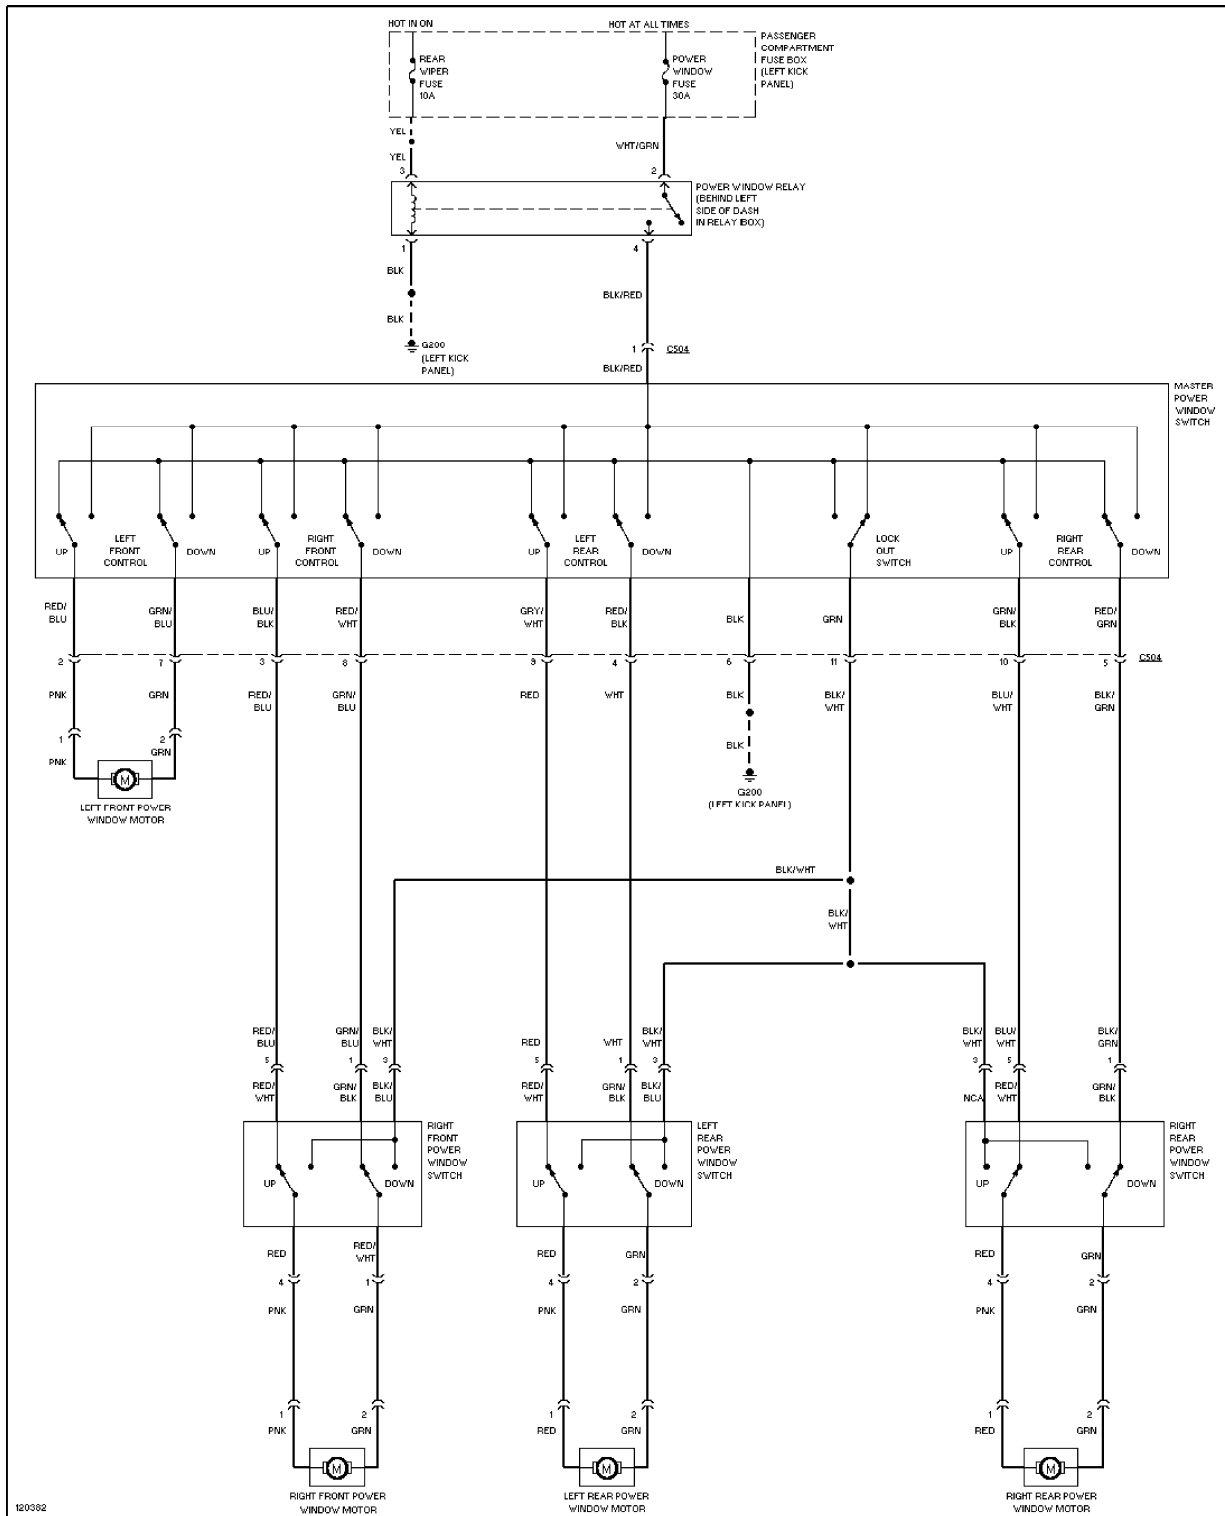 HOT IN ON
HOT AT ALL TIMES
REAR
WIPER
FUSE
10A
POWER
WINDOW
FUSE
30A
PASSENGER
COMPARTMENT
FUSE BOX
(LEFT KICK
PANEL)
YEL
YEL
WHT/GRN
3
2
POWER WINDOW RELAY
(BEHIND LEFT
SIDE OF DASH
IN RELAY BOX)
1
4
BLK
BLK/RED
BLK
G200
(LEFT KICK
PANEL)
1
C504
BLK/RED
MASTER
POWER
WINDOW
SWITCH
UP
LEFT
FRONT
CONTROL
DOWN
UP
RIGHT
FRONT
CONTROL
DOWN
UP
LEFT
REAR
CONTROL
DOWN
LOCK
OUT
SWITCH
UP
RIGHT
REAR
CONTROL
DOWN
RED/
BLU
GRN/
BLU
BLU/
BLK
RED/
WHT
GRY/
WHT
RED/
BLK
BLK
GRN
GRN/
BLK
RED/
GRN
2
7
3
8
9
4
6
11
10
5
C504
PNK
GRN
RED/
BLU
GRN/
BLU
RED
WHT
BLK
BLK/
WHT
BLU/
WHT
BLK/
GRN
1
2
PNK
GRN
M
LEFT FRONT POWER
WINDOW MOTOR
BLK
G200
(LEFT KICK PANEL)
BLK/WHT
BLK/
WHT
RED/
BLU
GRN/
BLU
BLK/
WHT
RED
WHT
BLK/
WHT
BLK/
WHT
BLU/
WHT
BLK/
GRN
5
1
3
5
1
3
3
5
1
RED/
WHT
GRN/
BLK
BLK/
BLU
RED/
WHT
GRN/
BLK
BLK/
BLU
NCA
RED/
WHT
GRN/
BLK
RIGHT
FRONT
POWER
WINDOW
SWITCH
LEFT
REAR
POWER
WINDOW
SWITCH
RIGHT
REAR
POWER
WINDOW
SWITCH
UP
DOWN
UP
DOWN
UP
DOWN
RED
RED/
WHT
RED
GRN
RED
GRN
4
1
4
2
4
2
PNK
GRN
PNK
GRN
PNK
GRN
1
2
1
2
1
2
PNK
GRN
RED
GRN
RED
GRN
M
M
M
RIGHT FRONT POWER
WINDOW MOTOR
LEFT REAR POWER
WINDOW MOTOR
RIGHT REAR POWER
WINDOW MOTOR
120382